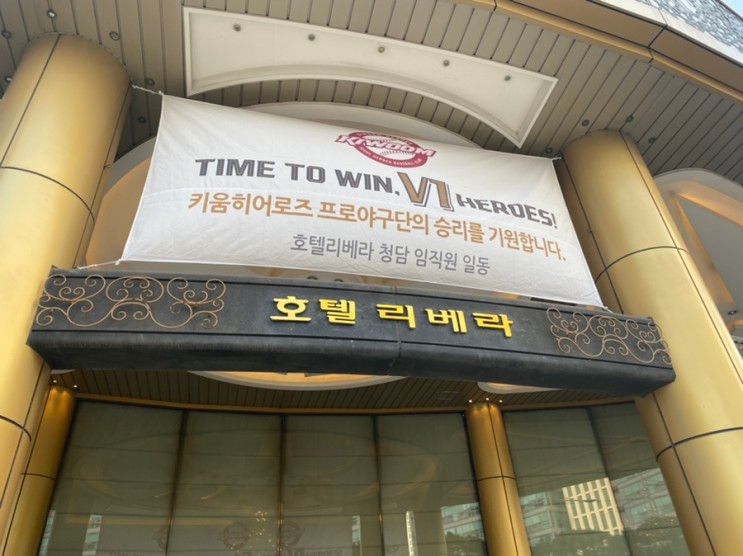 KIWOOM
TIME TO WIN, V1 HEROES!
키움히어로즈 프로야구단의 승리를 기원합니다.
호텔리베라 청담 임직원 일동
호텔 리베라